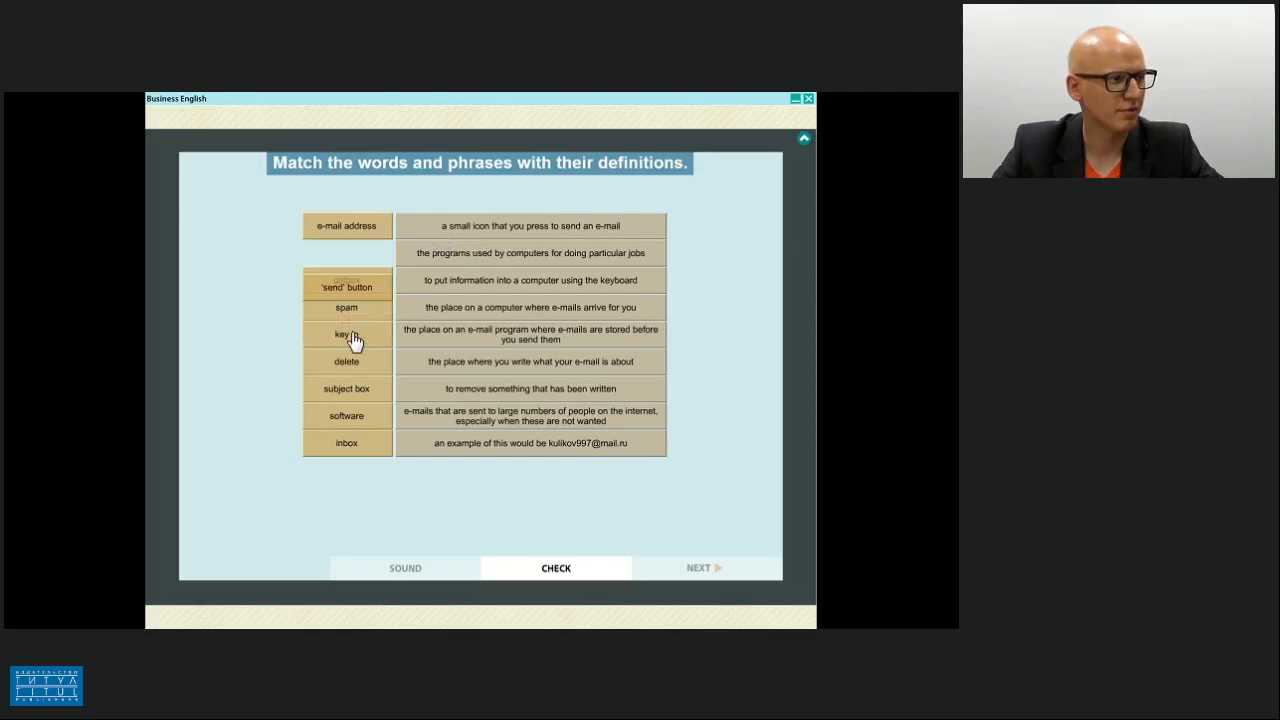 Business English
Match the words and phrases with their definitions.
e-mail address
a small icon that you press to send an e-mail
the programs used by computers for doing particular jobs
to put information into a computer using the keyboard
'send' button
spam
the place on a computer where e-mails arrive for you
key
the place on an e-mail program where e-mails are stored before
you send them
delete
the place where you write what your e-mail is about
subject box
to remove something that has been written
software
e-mails that are sent to large numbers of people on the internet,
especially when these are not wanted
inbox
an example of this would be kulikov997@mail.ru
SOUND
CHECK
NEXT
ИЗДАТЕЛЬСТВО
ТИТУЛ
TITUL
PUBLISHERS